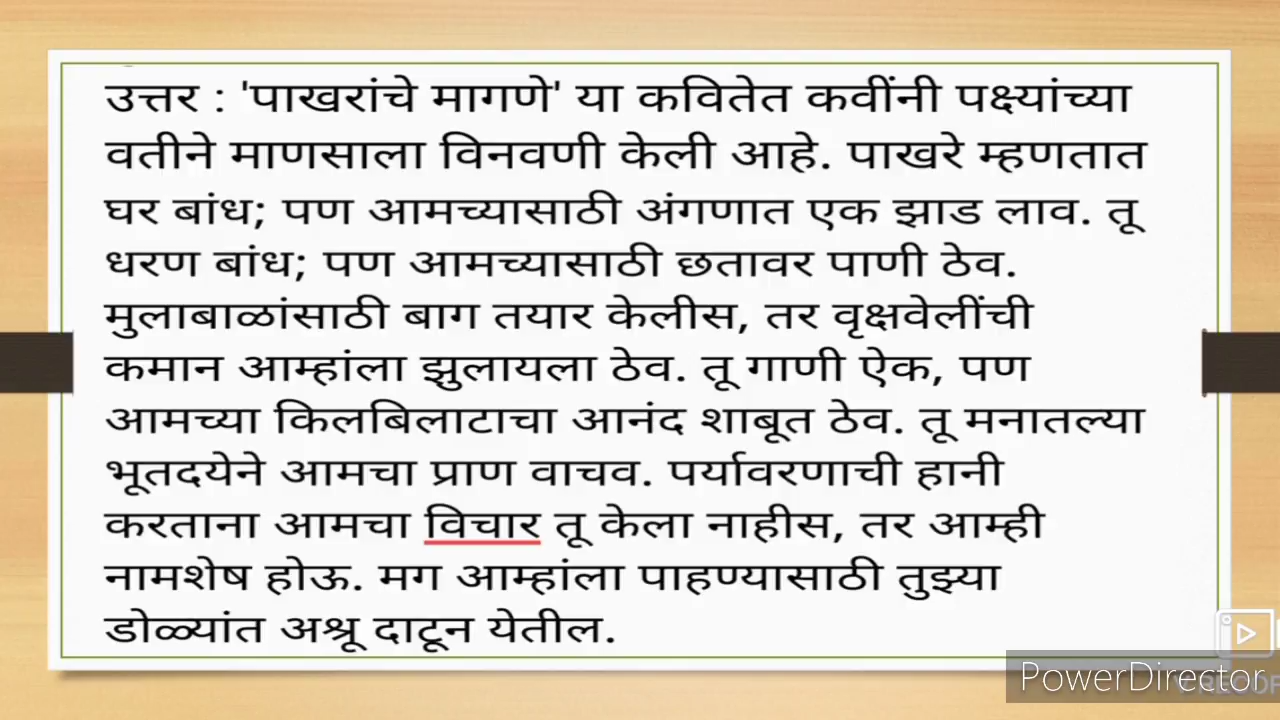 उत्तर : 'पाखरांचे मागणे' या कवितेत कवींनी पक्ष्यांच्या
वतीने माणसाला विनवणी केली आहे. पाखरे म्हणतात
घर बांध; पण आमच्यासाठी अंगणात एक झाड लाव. तू
धरण बांध; पण आमच्यासाठी छतावर पाणी ठेव.
मुलाबाळांसाठी बाग तयार केलीस, तर वृक्षवेलींची
कमान आम्हांला झुलायला ठेव. तू गाणी ऐक, पण
आमच्या किलबिलाटाचा आनंद शाबूत ठेव. तू मनातल्या
भूतदयेने आमचा प्राण वाचव. पर्यावरणाची हानी
करताना आमचा विचार तू केला नाहीस, तर आम्ही
नामशेष होऊ. मग आम्हांला पाहण्यासाठी तुझ्या
डोळ्यांत अश्रू दाटून येतील.
PowerDirector